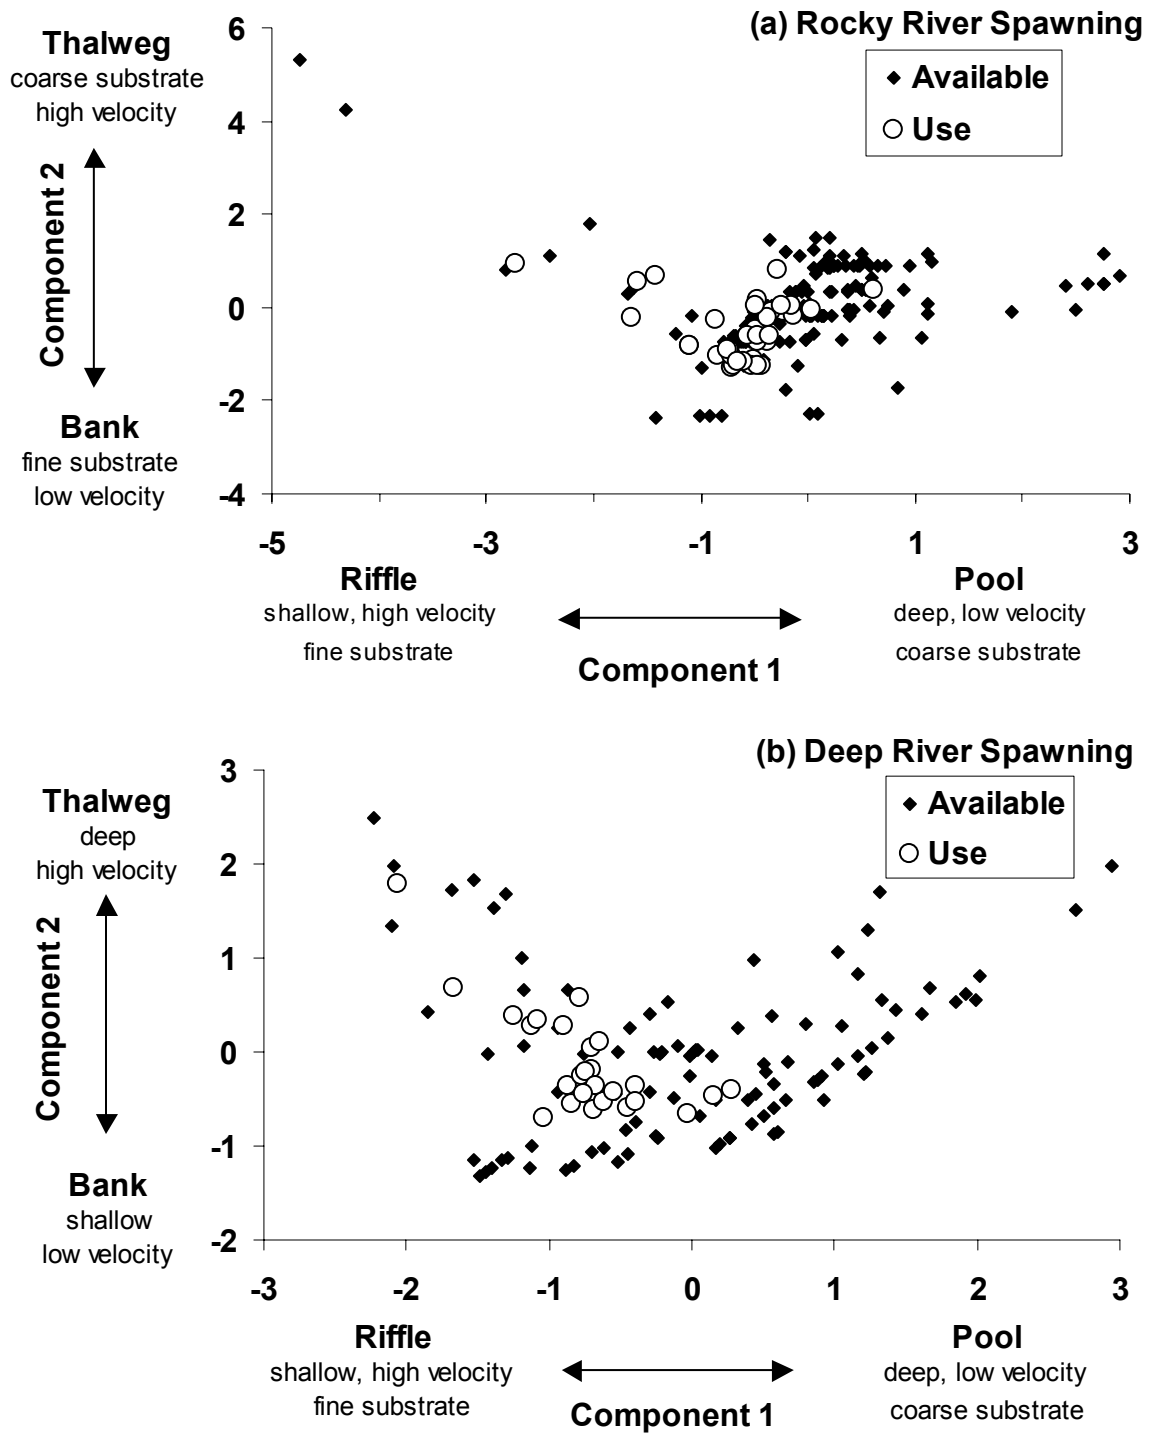 (a) Rocky River Spawning
Available
Use
Thalweg
coarse substrate
high velocity
Component 2
Bank
fine substrate
low velocity
6
4
2
0
-2
-4
-5
-3
-1
1
3
Riffle
shallow, high velocity
fine substrate
Pool
deep, low velocity
coarse substrate
Component 1
(b) Deep River Spawning
Available
Use
Thalweg
deep
high velocity
Component 2
Bank
shallow
low velocity
3
2
1
0
-1
-2
-3
-2
-1
0
1
2
3
Riffle
shallow, high velocity
fine substrate
Pool
deep, low velocity
coarse substrate
Component 1